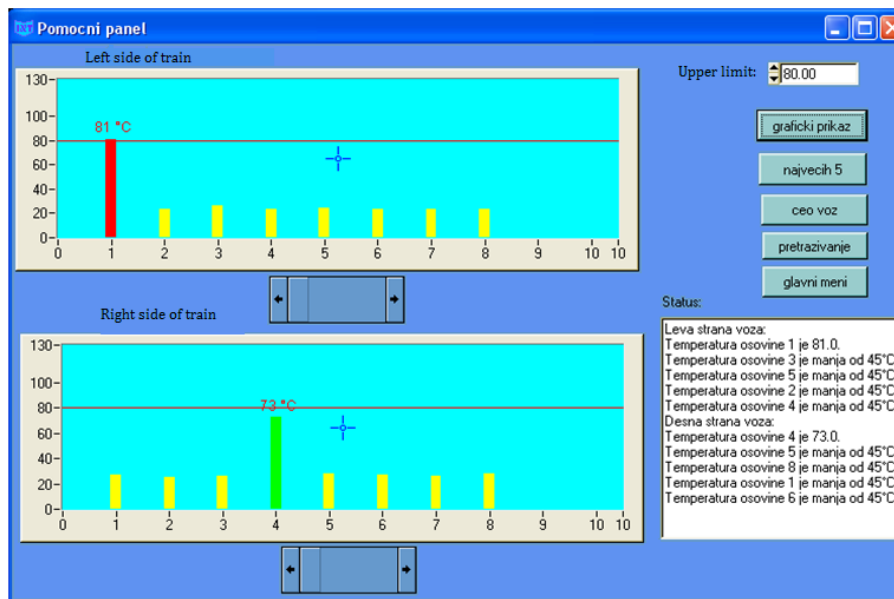 INT Pomocni panel
Left side of train
130
100
80
60
40
20
0
81 °C
0 1 2 3 4 5 6 7 8 9 10 10
Right side of train
130
100
80
60
40
20
0
73 °C
0 1 2 3 4 5 6 7 8 9 10 10
Upper limit: 80.00
graficki prikaz
najvecih 5
ceo voz
pretrazivanje
glavni meni
Status:
Leva strana voza:
Temperatura osovine 1 je 81.0.
Temperatura osovine 3 je manja od 45°C
Temperatura osovine 5 je manja od 45°C
Temperatura osovine 2 je manja od 45°C
Temperatura osovine 4 je manja od 45°C
Desna strana voza:
Temperatura osovine 4 je 73.0.
Temperatura osovine 5 je manja od 45°C
Temperatura osovine 8 je manja od 45°C
Temperatura osovine 1 je manja od 45°C
Temperatura osovine 6 je manja od 45°C